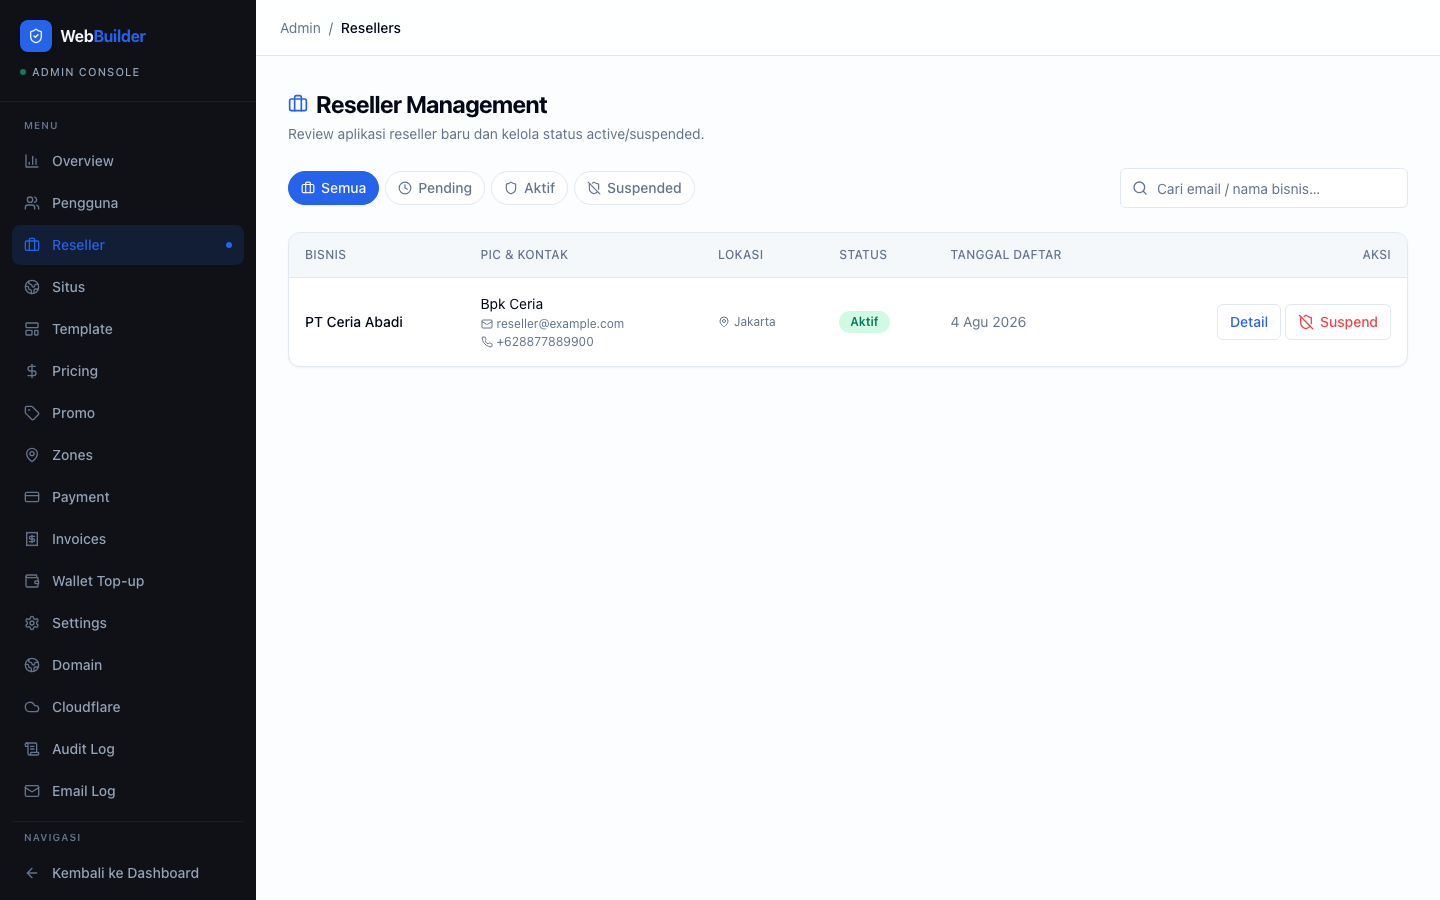 WebBuilder
ADMIN CONSOLE
MENU
Overview
Pengguna
Reseller
Situs
Template
Pricing
Promo
Zones
Payment
Invoices
Wallet Top-up
Settings
Domain
Cloudflare
Audit Log
Email Log
NAVIGASI
Kembali ke Dashboard
Admin / Resellers
Reseller Management
Review aplikasi reseller baru dan kelola status active/suspended.
Semua Pending Aktif Suspended
Cari email / nama bisnis...
BISNIS PIC & KONTAK LOKASI STATUS TANGGAL DAFTAR AKSI
PT Ceria Abadi
Bpk Ceria
reseller@example.com
+628877889900
Jakarta
Aktif
4 Agu 2026
Detail Suspend